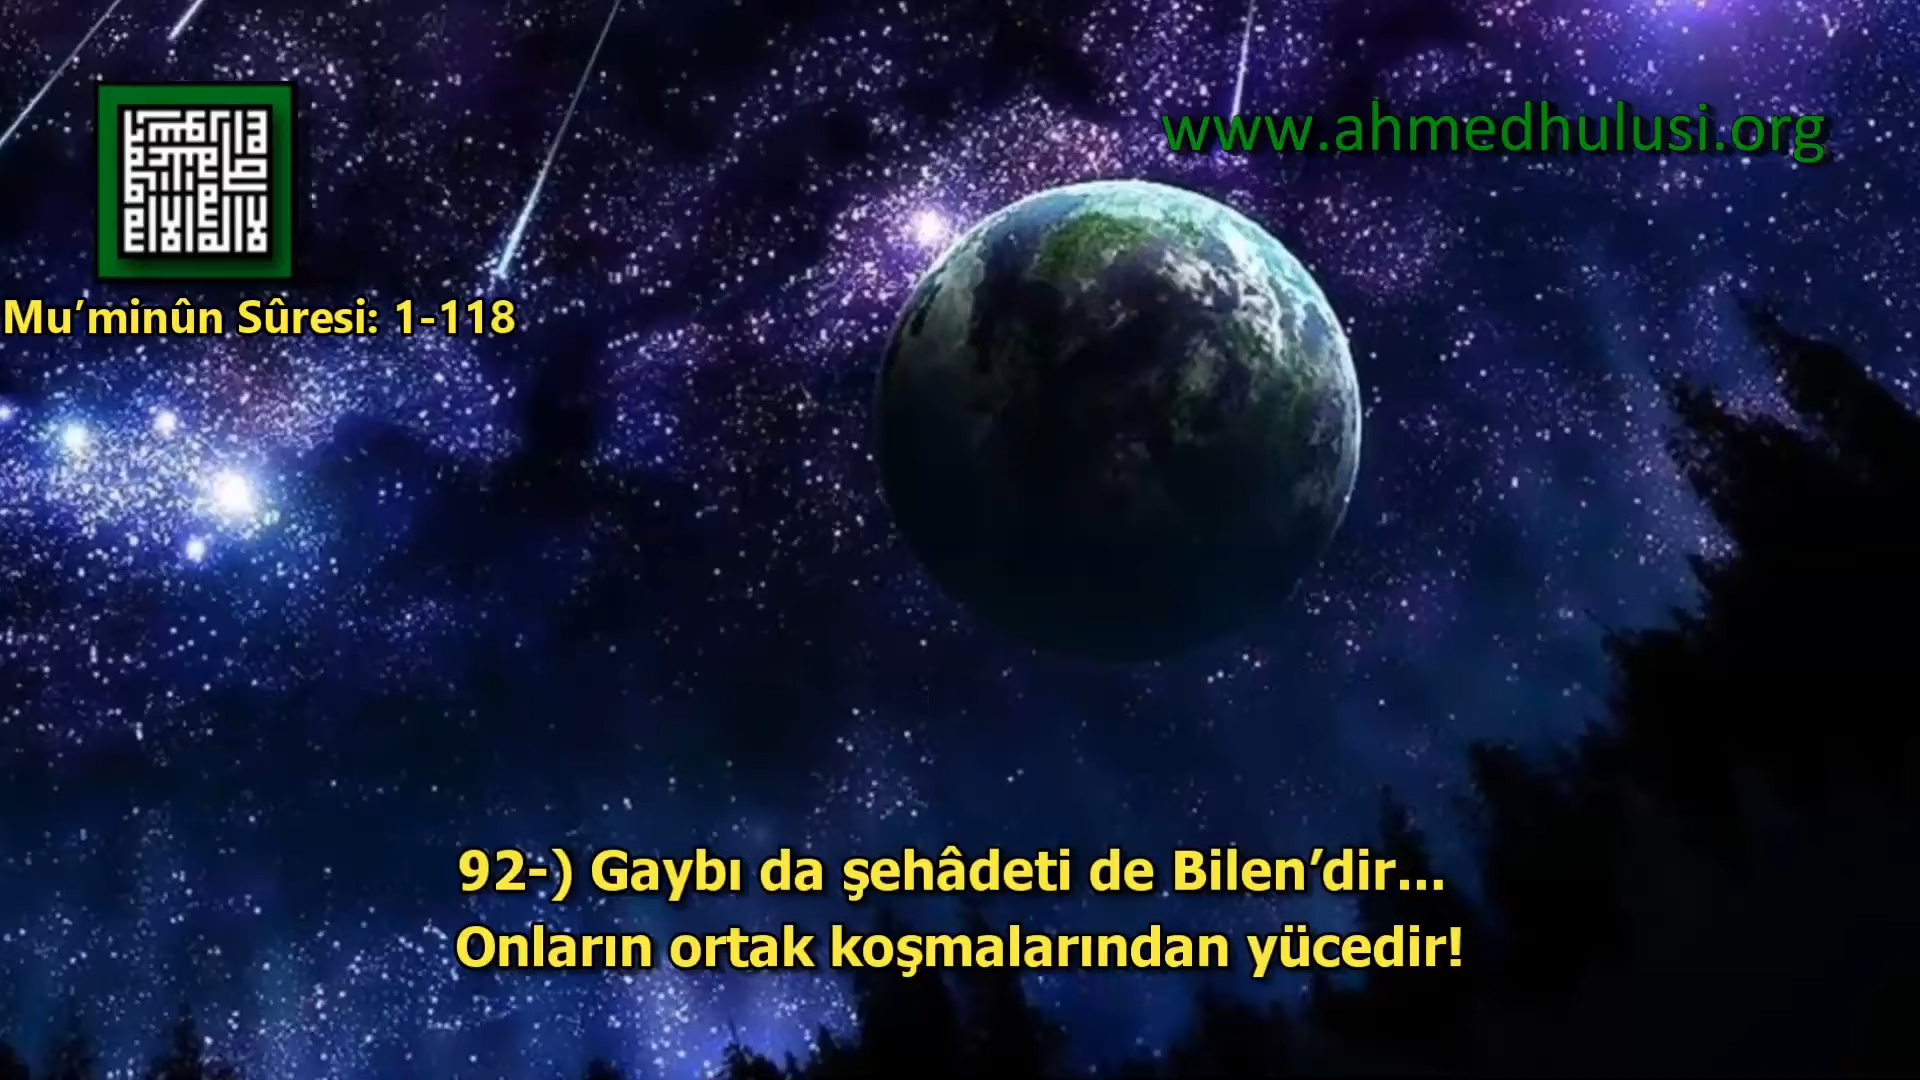 www.ahmedhulusi.org
Mu’minûn Sûresi: 1-118
92-) Gaybı da şehâdeti de Bilen’dir...
Onların ortak koşmalarından yücedir!